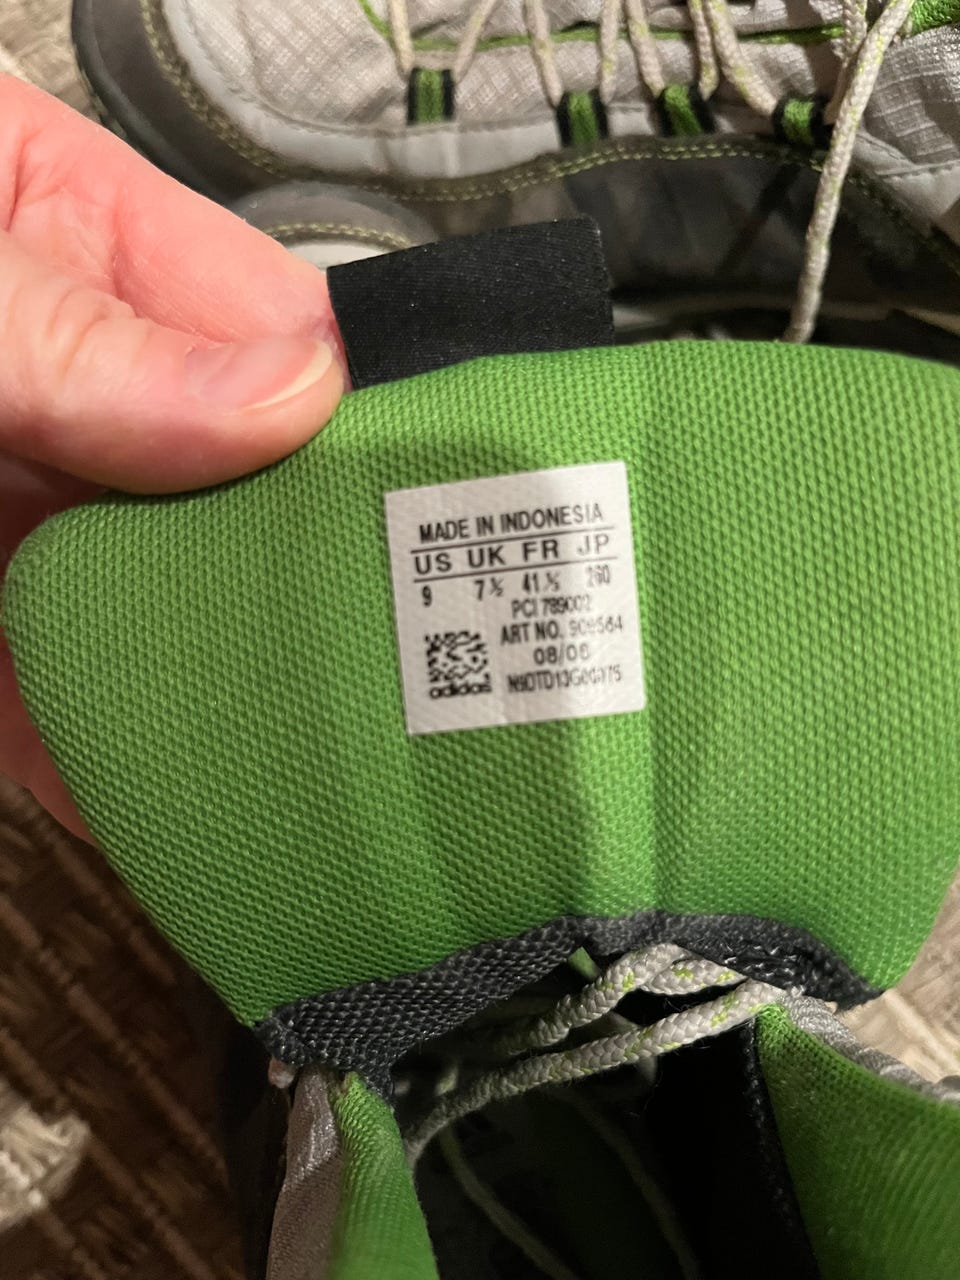 MADE IN INDONESIA
US UK FR JP
9 7½ 41⅓ 260
PCI 789002
ART NO.
08/06
adidas